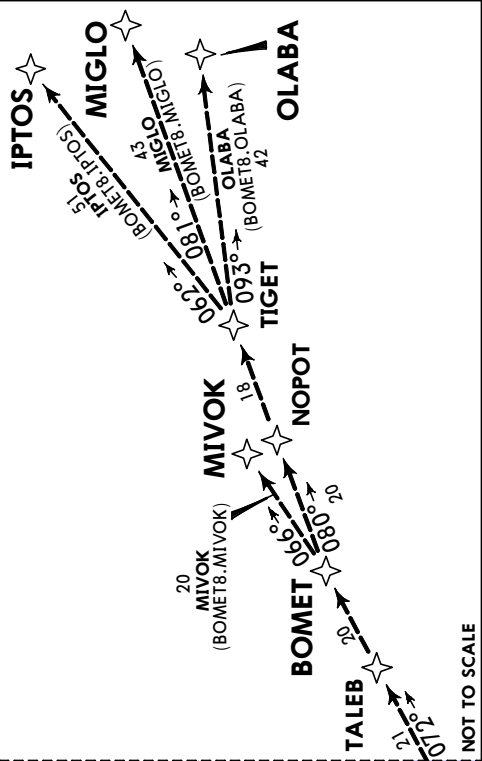 IPTOS
MIGLO
OLABA
51
IPTOS
(BOMET8.IPTOS)
062°
43
MIGLO
(BOMET8.MIGLO)
081°
OLABA
(BOMET8.OLABA)
42
093°
TIGET
18
NOPOT
MIVOK
20
MIVOK
(BOMET8.MIVOK)
066°
080°
20
BOMET
20
TALEB
21
072°
NOT TO SCALE